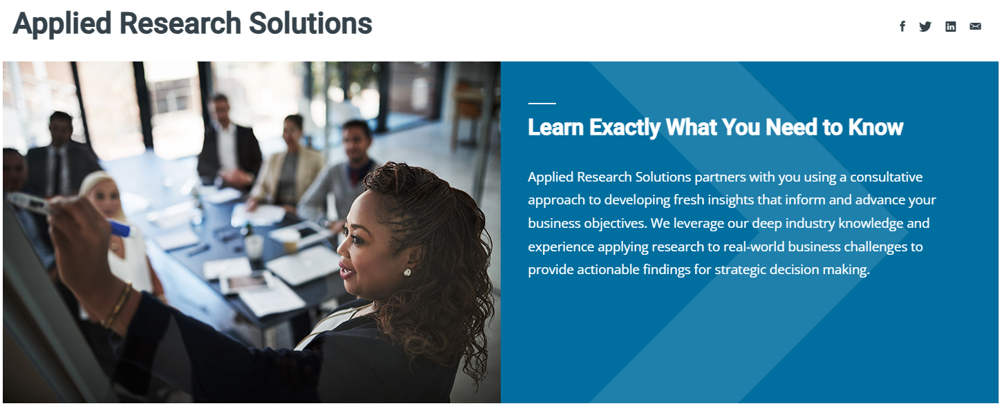 Applied Research Solutions
Learn Exactly What You Need to Know
Applied Research Solutions partners with you using a consultative
approach to developing fresh insights that inform and advance your
business objectives. We leverage our deep industry knowledge and
experience applying research to real-world business challenges to
provide actionable findings for strategic decision making.